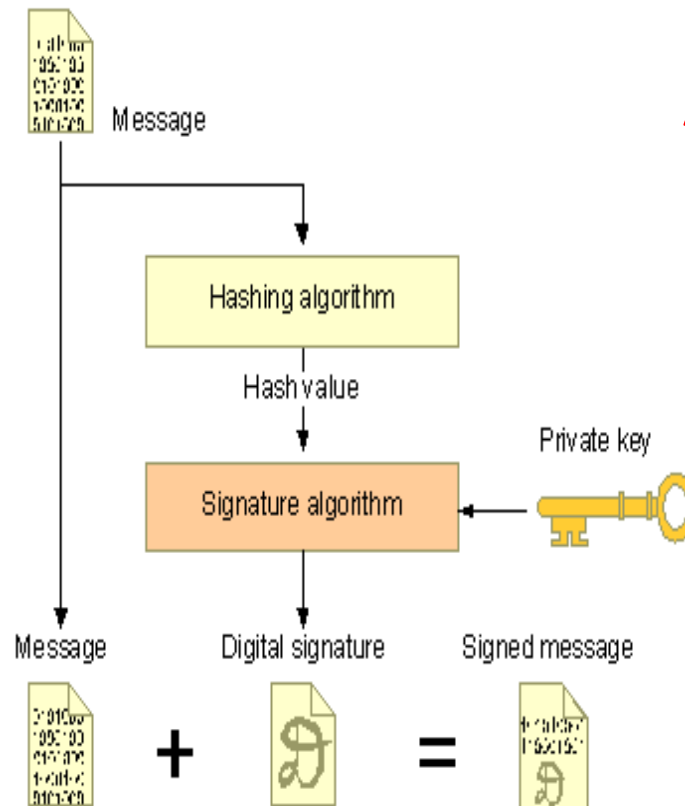 Message
Hashing algorithm
Hash value
Private key
Signature algorithm
Message
Digital signature
Signed message
+
=